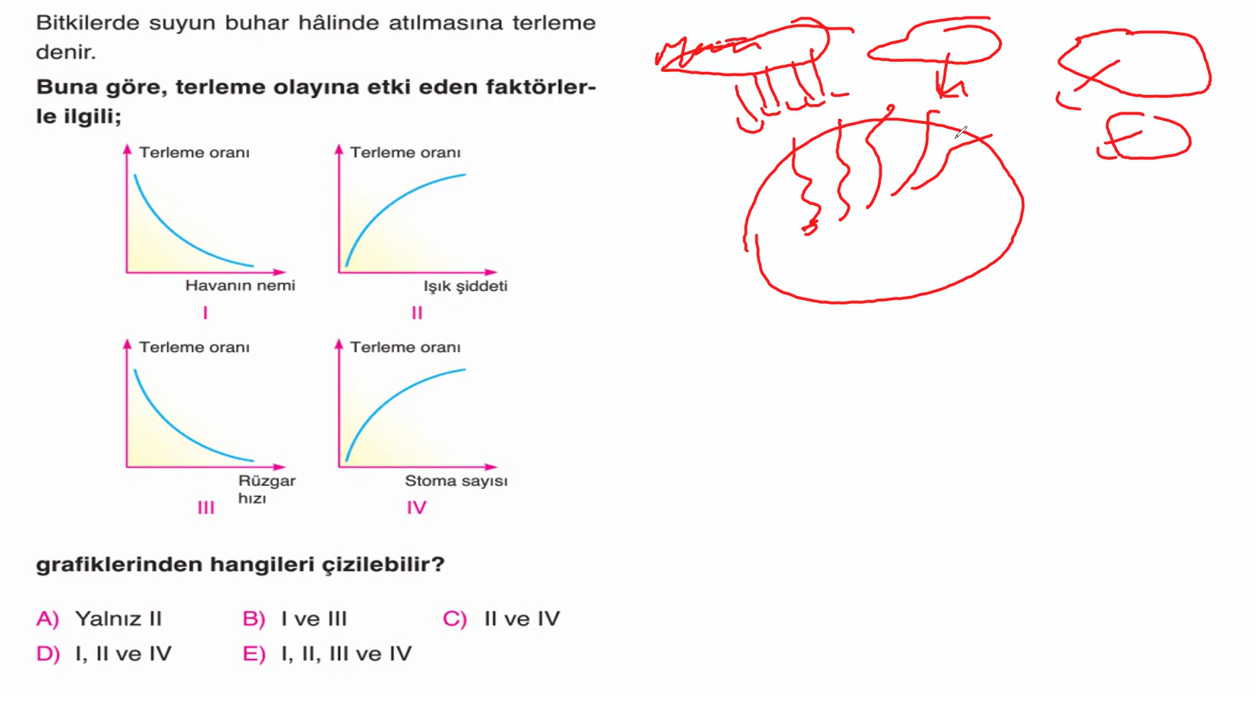 Bitkilerde suyun buhar hâlinde atılmasına terleme
denir.
Buna göre, terleme olayına etki eden faktörler-
le ilgili;
Terleme oranı
Havanın nemi
I
Terleme oranı
Işık şiddeti
II
Terleme oranı
Rüzgar
hızı
III
Terleme oranı
Stoma sayısı
IV
grafiklerinden hangileri çizilebilir?
A) Yalnız II
B) I ve III
C) II ve IV
D) I, II ve IV
E) I, II, III ve IV